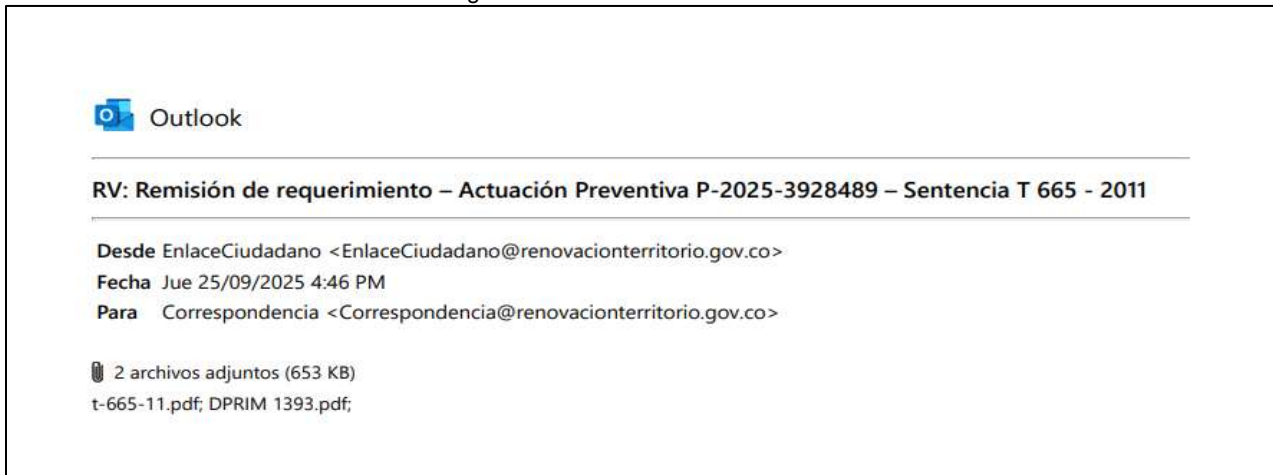 Outlook
RV: Remisión de requerimiento – Actuación Preventiva P-2025-3928489 – Sentencia T 665 - 2011
Desde EnlaceCiudadano <EnlaceCiudadano@renovacionterritorio.gov.co>
Fecha Jue 25/09/2025 4:46 PM
Para Correspondencia <Correspondencia@renovacionterritorio.gov.co>
2 archivos adjuntos (653 KB)
t-665-11.pdf; DPRIM 1393.pdf;